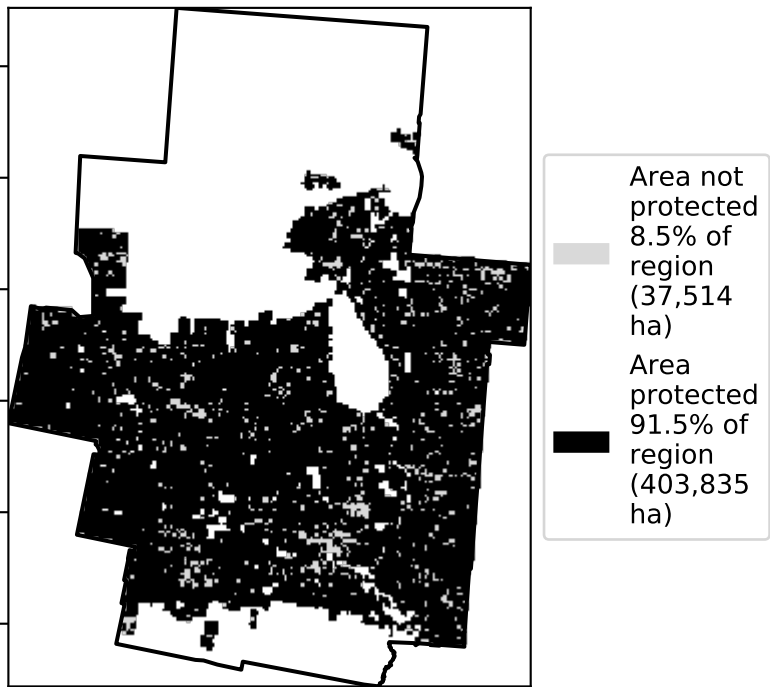 Area not
protected
8.5% of
region
(37,514
ha)
Area
protected
91.5% of
region
(403,835
ha)